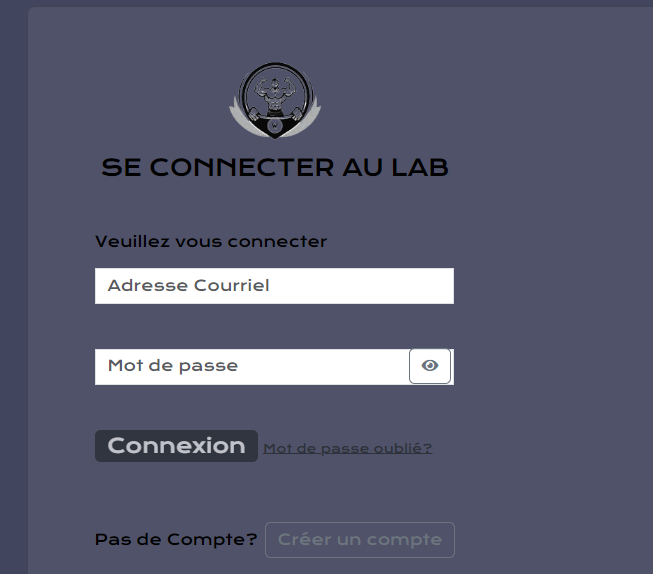 SE CONNECTER AU LAB
Veuillez vous connecter
Adresse Courriel
Mot de passe
Connexion Mot de passe oublié?
Pas de Compte? Créer un compte